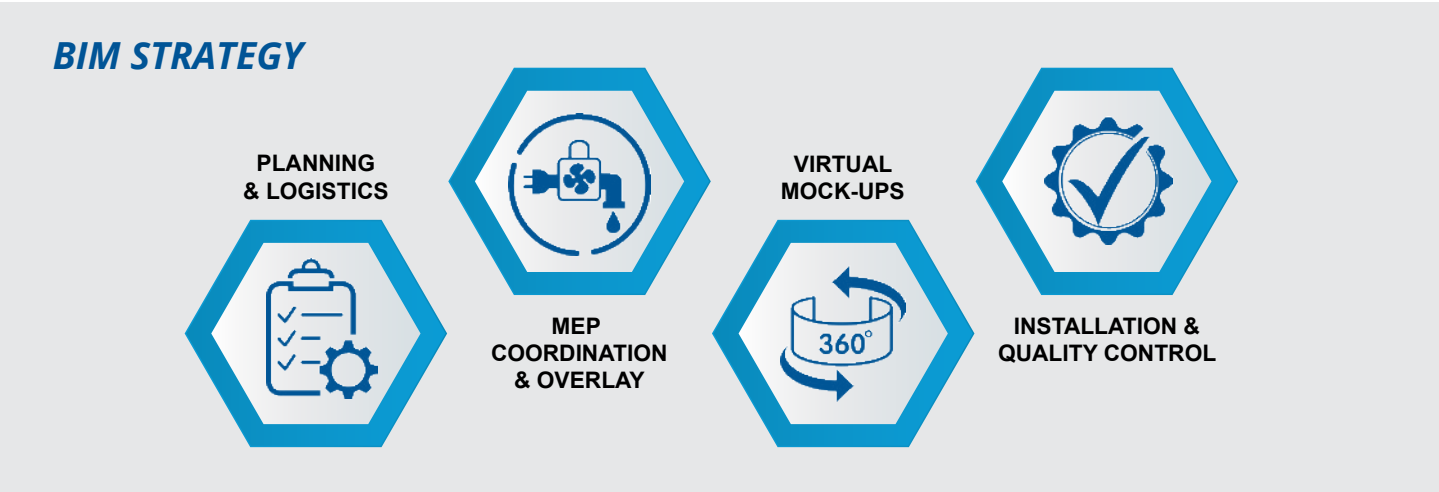 BIM STRATEGY
PLANNING
& LOGISTICS
MEP
COORDINATION
& OVERLAY
VIRTUAL
MOCK-UPS
360°
INSTALLATION &
QUALITY CONTROL